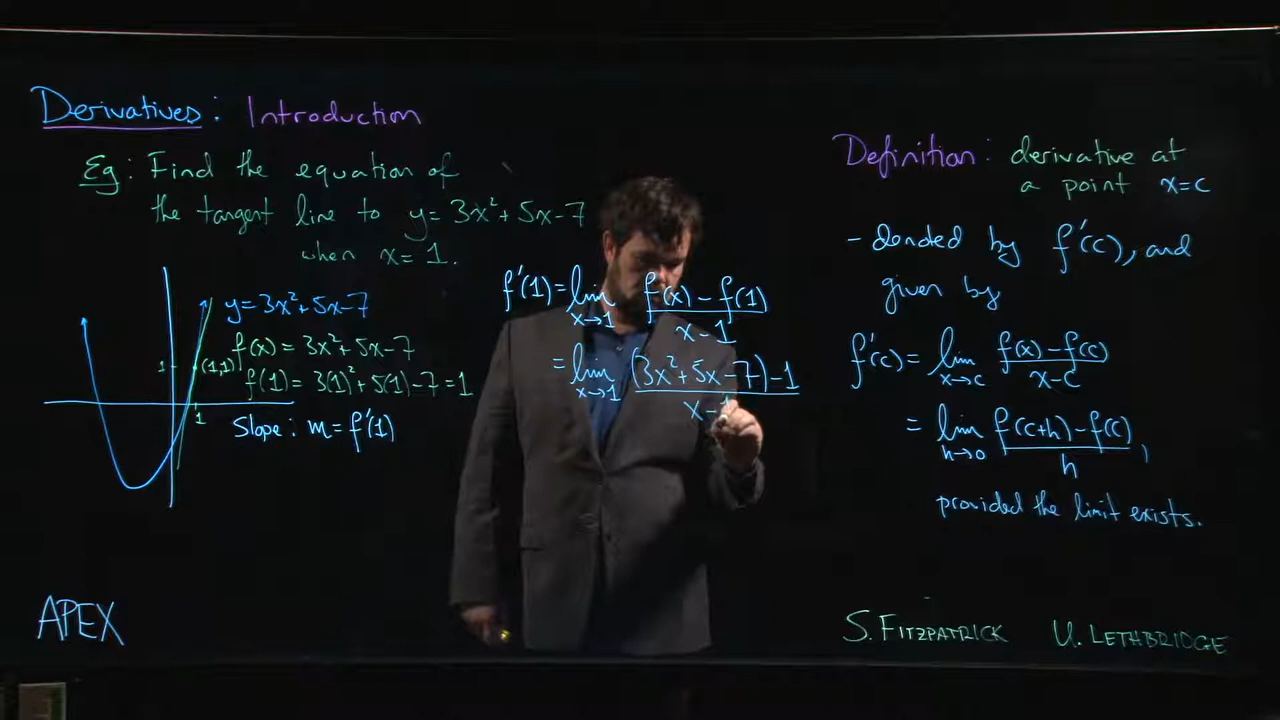 Derivatives: Introduction
Eg: Find the equation of
the tangent line to y = 3x² + 5x - 7
when x = 1.
y = 3x² + 5x - 7
f(x) = 3x² + 5x - 7
1 (1,1)
f(1) = 3(1)² + 5(1) - 7 = 1
1
Slope: m = f'(1)
f'(1) = lim x→1 f(x) - f(1) / x - 1
= lim x→1 (3x² + 5x - 7) - 1 / x - 1
Definition: derivative at
a point x = c
- denoted by f'(c), and
given by
f'(c) = lim x→c f(x) - f(c) / x - c
= lim h→0 f(c+h) - f(c) / h ,
provided the limit exists.
APEX
S. FITZPATRICK U. LETHBRIDGE